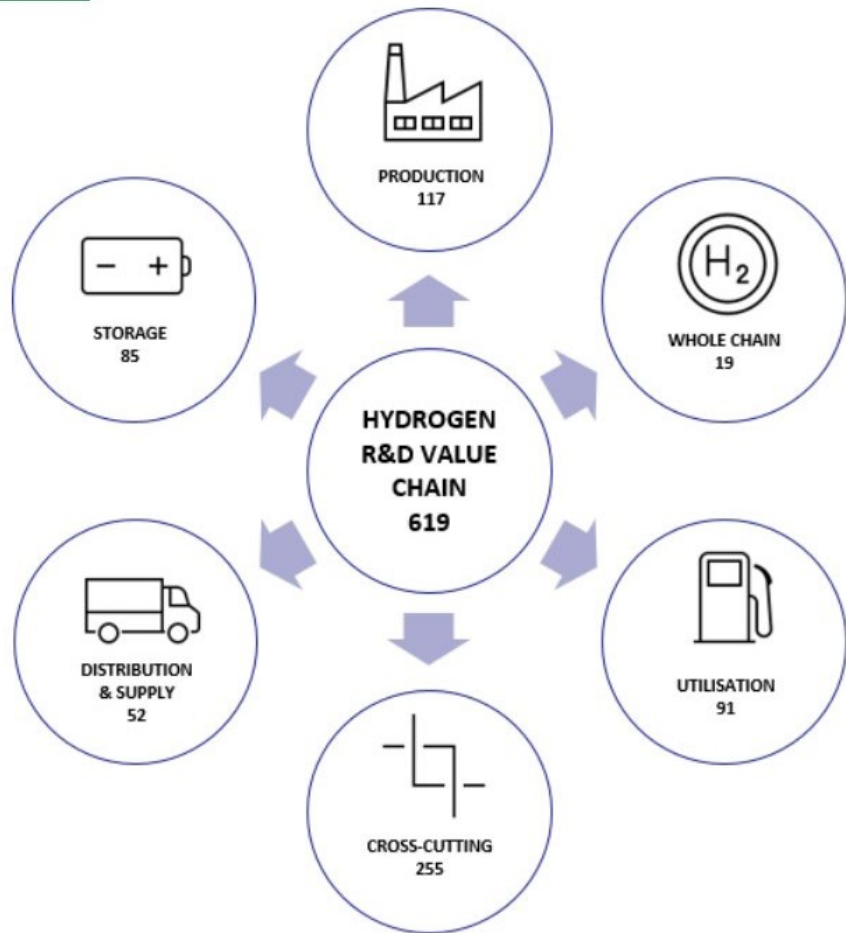 PRODUCTION
117
STORAGE
85
H2
WHOLE CHAIN
19
HYDROGEN
R&D VALUE
CHAIN
619
DISTRIBUTION
& SUPPLY
52
UTILISATION
91
CROSS-CUTTING
255